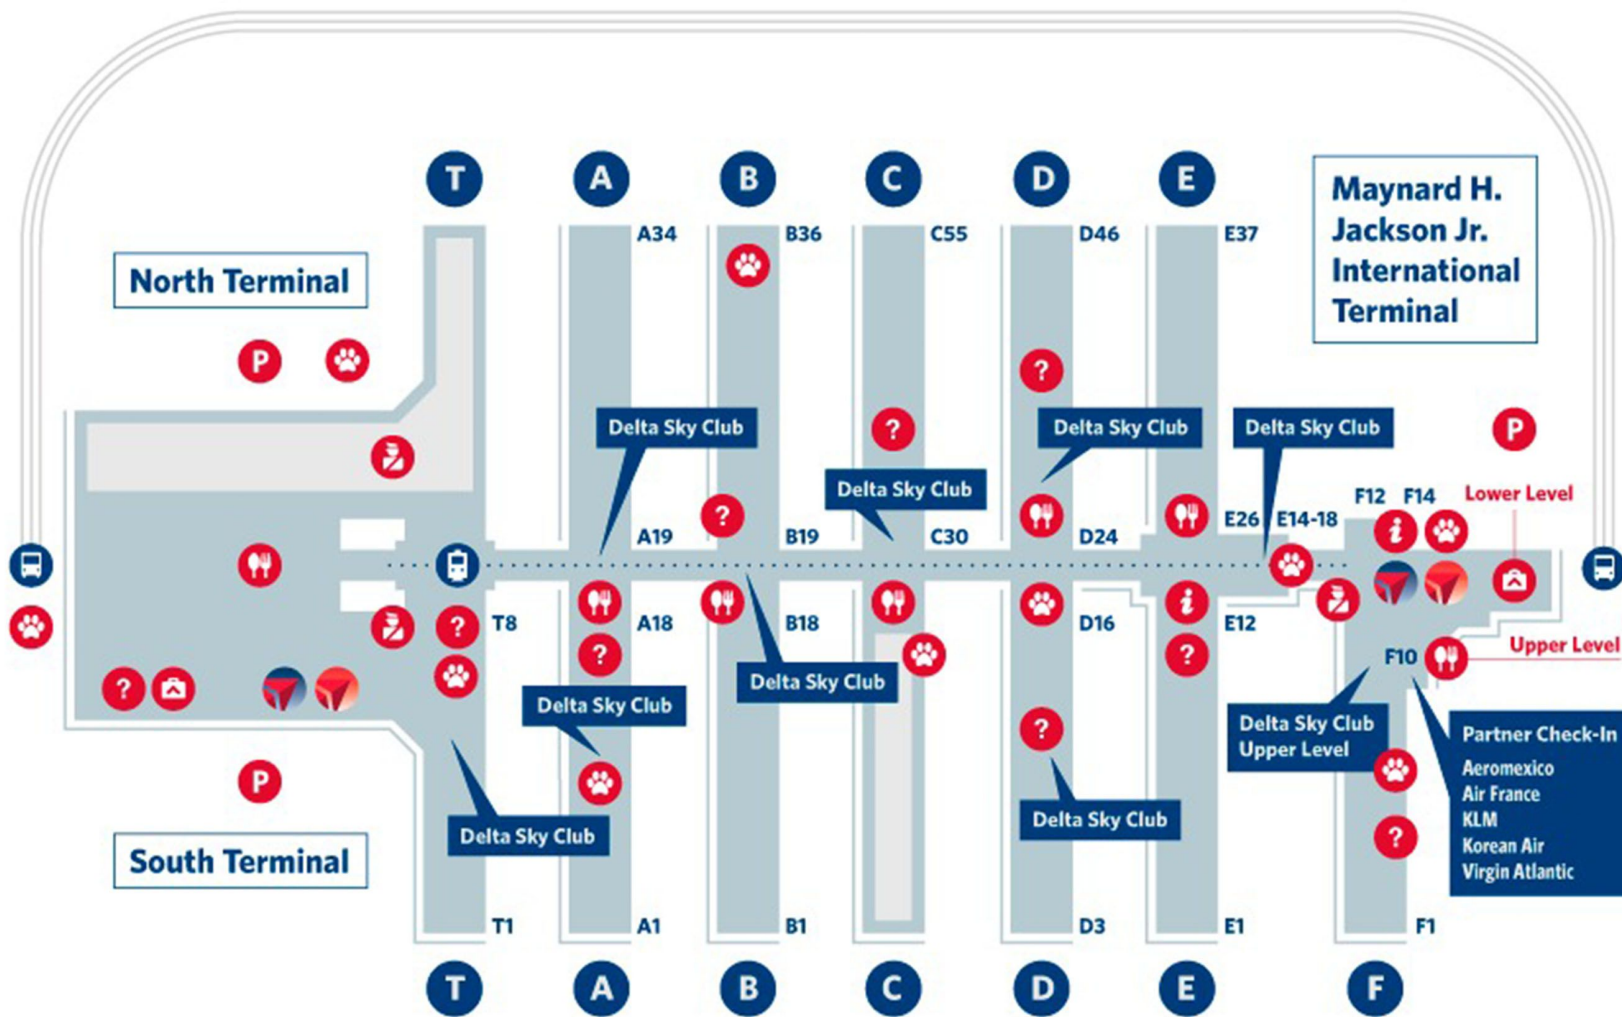 T
A
B
C
D
E
Maynard H.
Jackson Jr.
International
Terminal
A34
B36
C55
D46
E37
North Terminal
P
?
Delta Sky Club
Delta Sky Club
Delta Sky Club
P
?
Delta Sky Club
F12
F14
Lower Level
?
E26
E14-18
i
A19
B19
C30
D24
i
?
T8
A18
B18
D16
E12
?
?
Upper Level
F10
?
Delta Sky Club
Delta Sky Club
?
Delta Sky Club
Upper Level
Partner Check-In
Aeromexico
Air France
KLM
Korean Air
Virgin Atlantic
P
Delta Sky Club
Delta Sky Club
?
South Terminal
T1
A1
B1
D3
E1
F1
T
A
B
C
D
E
F